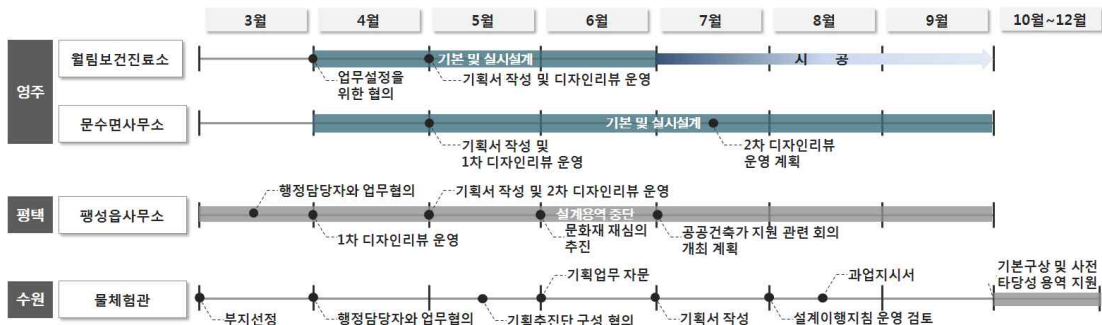 3월 4월 5월 6월 7월 8월 9월 10월~12월
영주
월림보건진료소
기본 및 실시설계
시 공
업무설정을
위한 협의
기획서 작성 및 디자인리뷰 운영
문수면사무소
기본 및 실시설계
기획서 작성 및
1차 디자인리뷰 운영
2차 디자인리뷰
운영 계획
평택
팽성읍사무소
행정담당자와 업무협의
기획서 작성 및 2차 디자인리뷰 운영
설계용역 중단
1차 디자인리뷰 운영
문화재 재심의
추진
공공건축가 지원 관련 회의
개최 계획
수원
물체험관
기획업무 자문
과업지시서
기본구상 및 사전
타당성 용역 지원
부지선정
행정담당자와 업무협의
기획추진단 구성 협의
기획서 작성
설계이행지침 운영 검토